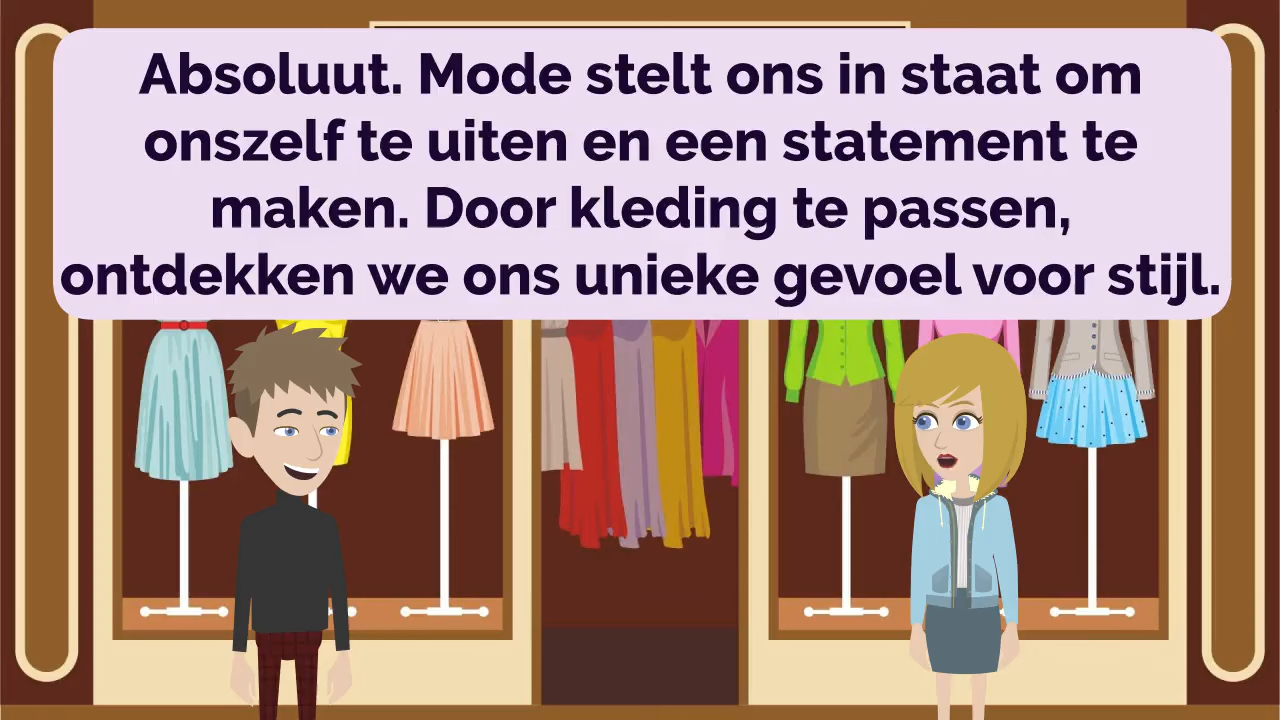 Absoluut. Mode stelt ons in staat om
onszelf te uiten en een statement te
maken. Door kleding te passen,
ontdekken we ons unieke gevoel voor stijl.